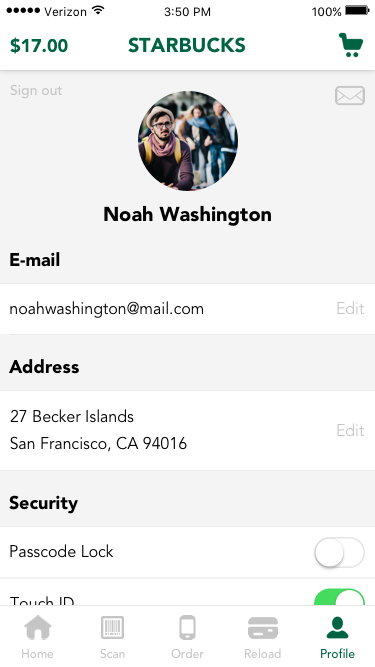 Verizon 3:50 PM 100%
$17.00 STARBUCKS
Sign out
Noah Washington
E-mail
noahwashington@mail.com Edit
Address
27 Becker Islands
San Francisco, CA 94016
Edit
Security
Passcode Lock
Touch ID
Home Scan Order Reload Profile